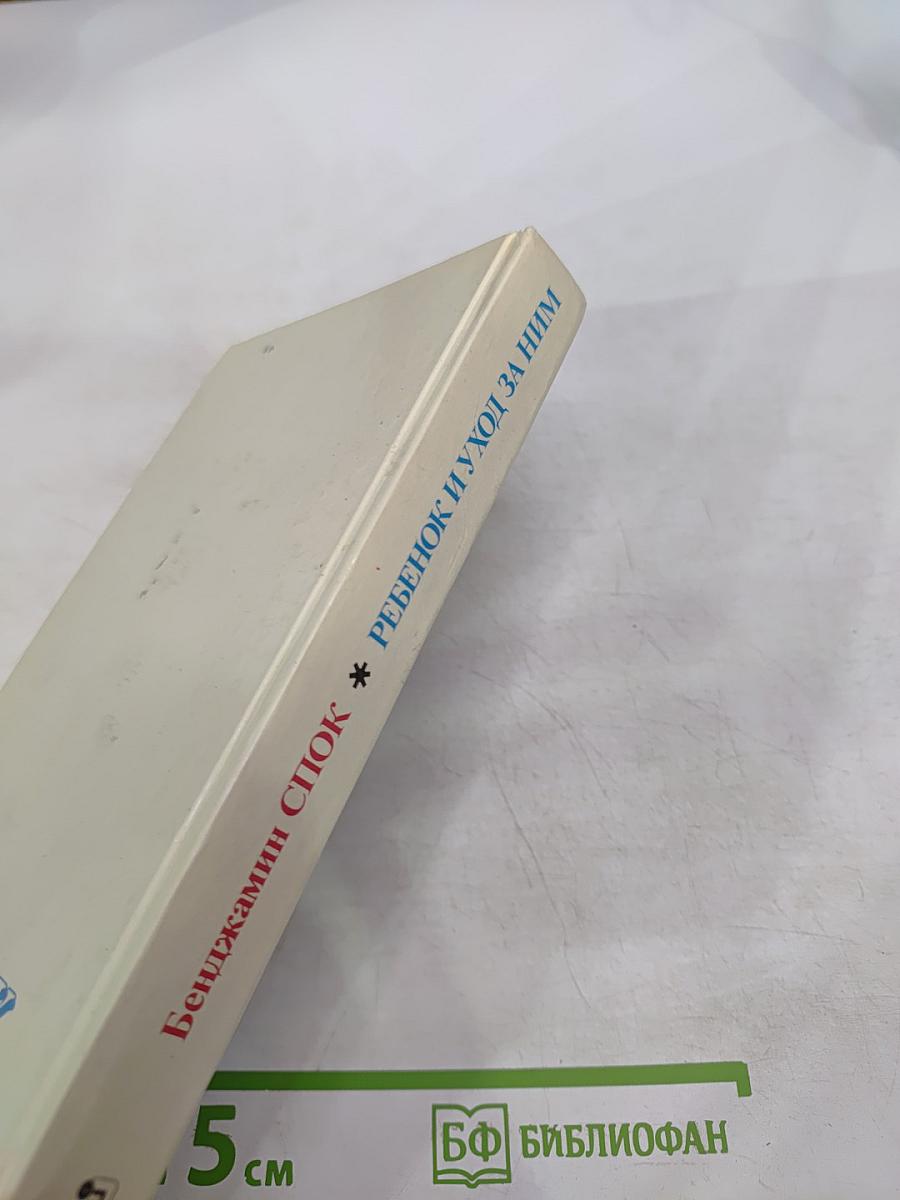 Бенджамин СПОК * РЕБЕНОК И УХОД ЗА НИМ
5 см
БФ БИБЛИОФАН